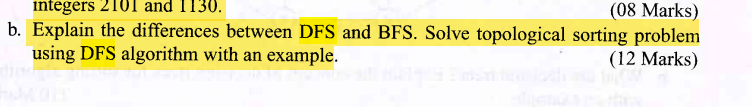 integers 2101 and 1130.
(08 Marks)
b. Explain the differences between DFS and BFS. Solve topological sorting problem
using DFS algorithm with an example.
(12 Marks)